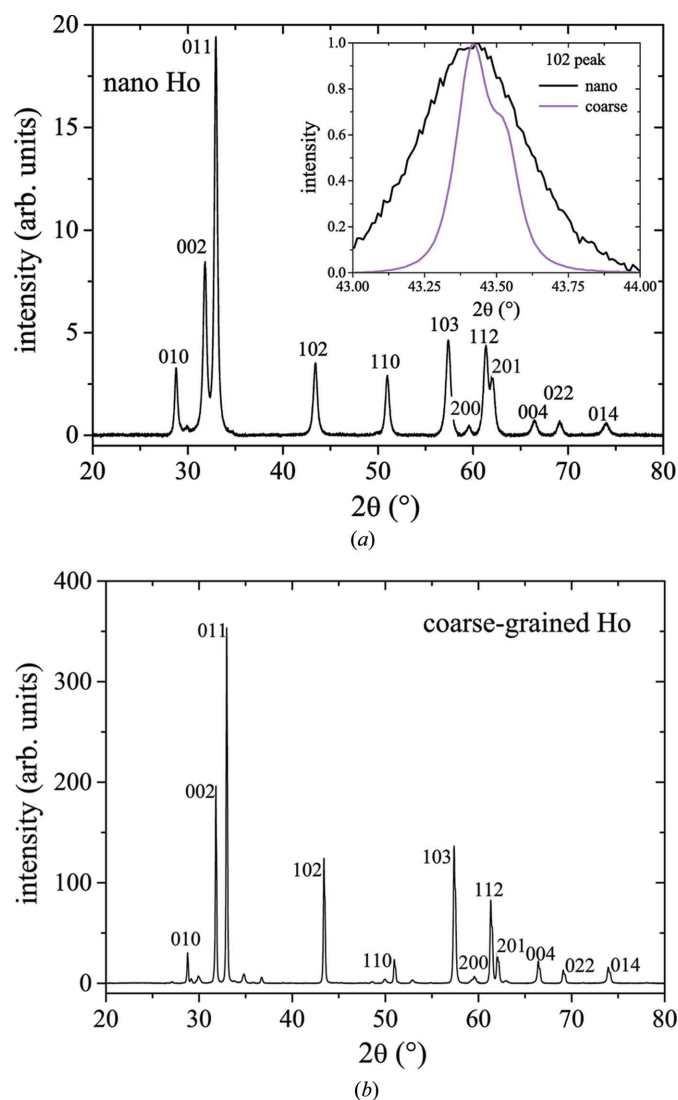 20
15
10
5
0
intensity (arb. units)
nano Ho
010
002
011
102
110
103
200
112
201
004
022
014
1.0
0.8
0.6
0.4
0.2
0.0
intensity
102 peak
nano
coarse
43.00 43.25 43.50 43.75 44.00
2θ (°)
20 30 40 50 60 70 80
2θ (°)
(a)
400
300
200
100
0
intensity (arb. units)
coarse-grained Ho
010
002
011
102
110
103
200
112
201
004
022
014
20 30 40 50 60 70 80
2θ (°)
(b)